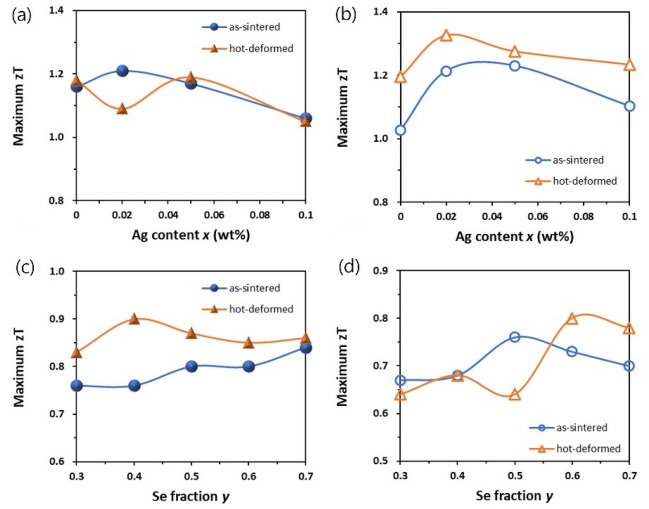 (a)
1.4
1.2
1.0
0.8
Maximum zT
as-sintered
hot-deformed
0 0.02 0.04 0.06 0.08 0.1
Ag content x (wt%)
(b)
1.4
1.2
1.0
0.8
Maximum zT
as-sintered
hot-deformed
0 0.02 0.04 0.06 0.08 0.1
Ag content x (wt%)
(c)
1.0
0.9
0.8
0.7
0.6
Maximum zT
as-sintered
hot-deformed
0.3 0.4 0.5 0.6 0.7
Se fraction y
(d)
0.9
0.8
0.7
0.6
0.5
Maximum zT
as-sintered
hot-deformed
0.3 0.4 0.5 0.6 0.7
Se fraction y